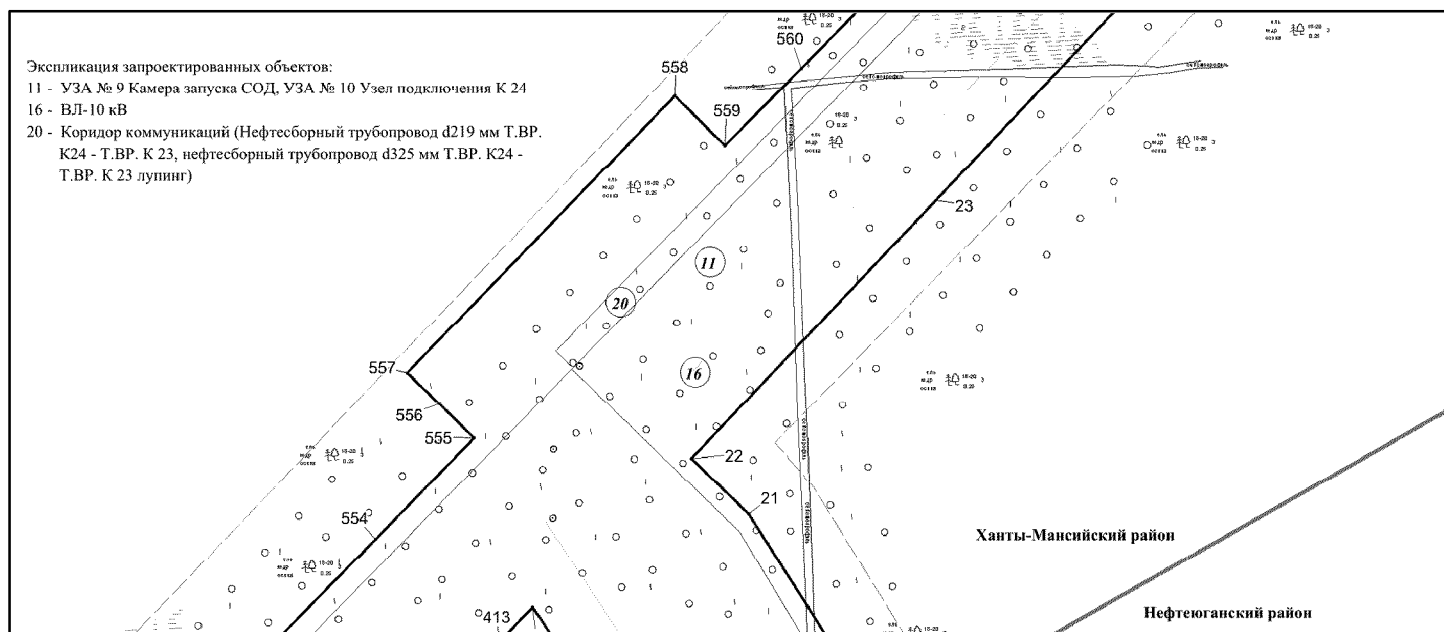 Экспликация запроектированных объектов:
11 - УЗА № 9 Камера запуска СОД, УЗА № 10 Узел подключения К 24
16 - ВЛ-10 кВ
20 - Коридор коммуникаций (Нефтесборный трубопровод d219 мм Т.ВР.
К24 - Т.ВР. К 23, нефтесборный трубопровод d325 мм Т.ВР. К24 -
Т.ВР. К 23 лупинг)
560
558
559
23
11
20
557
16
556
555
22
21
554
413
Ханты-Мансийский район
Нефтеюганский район